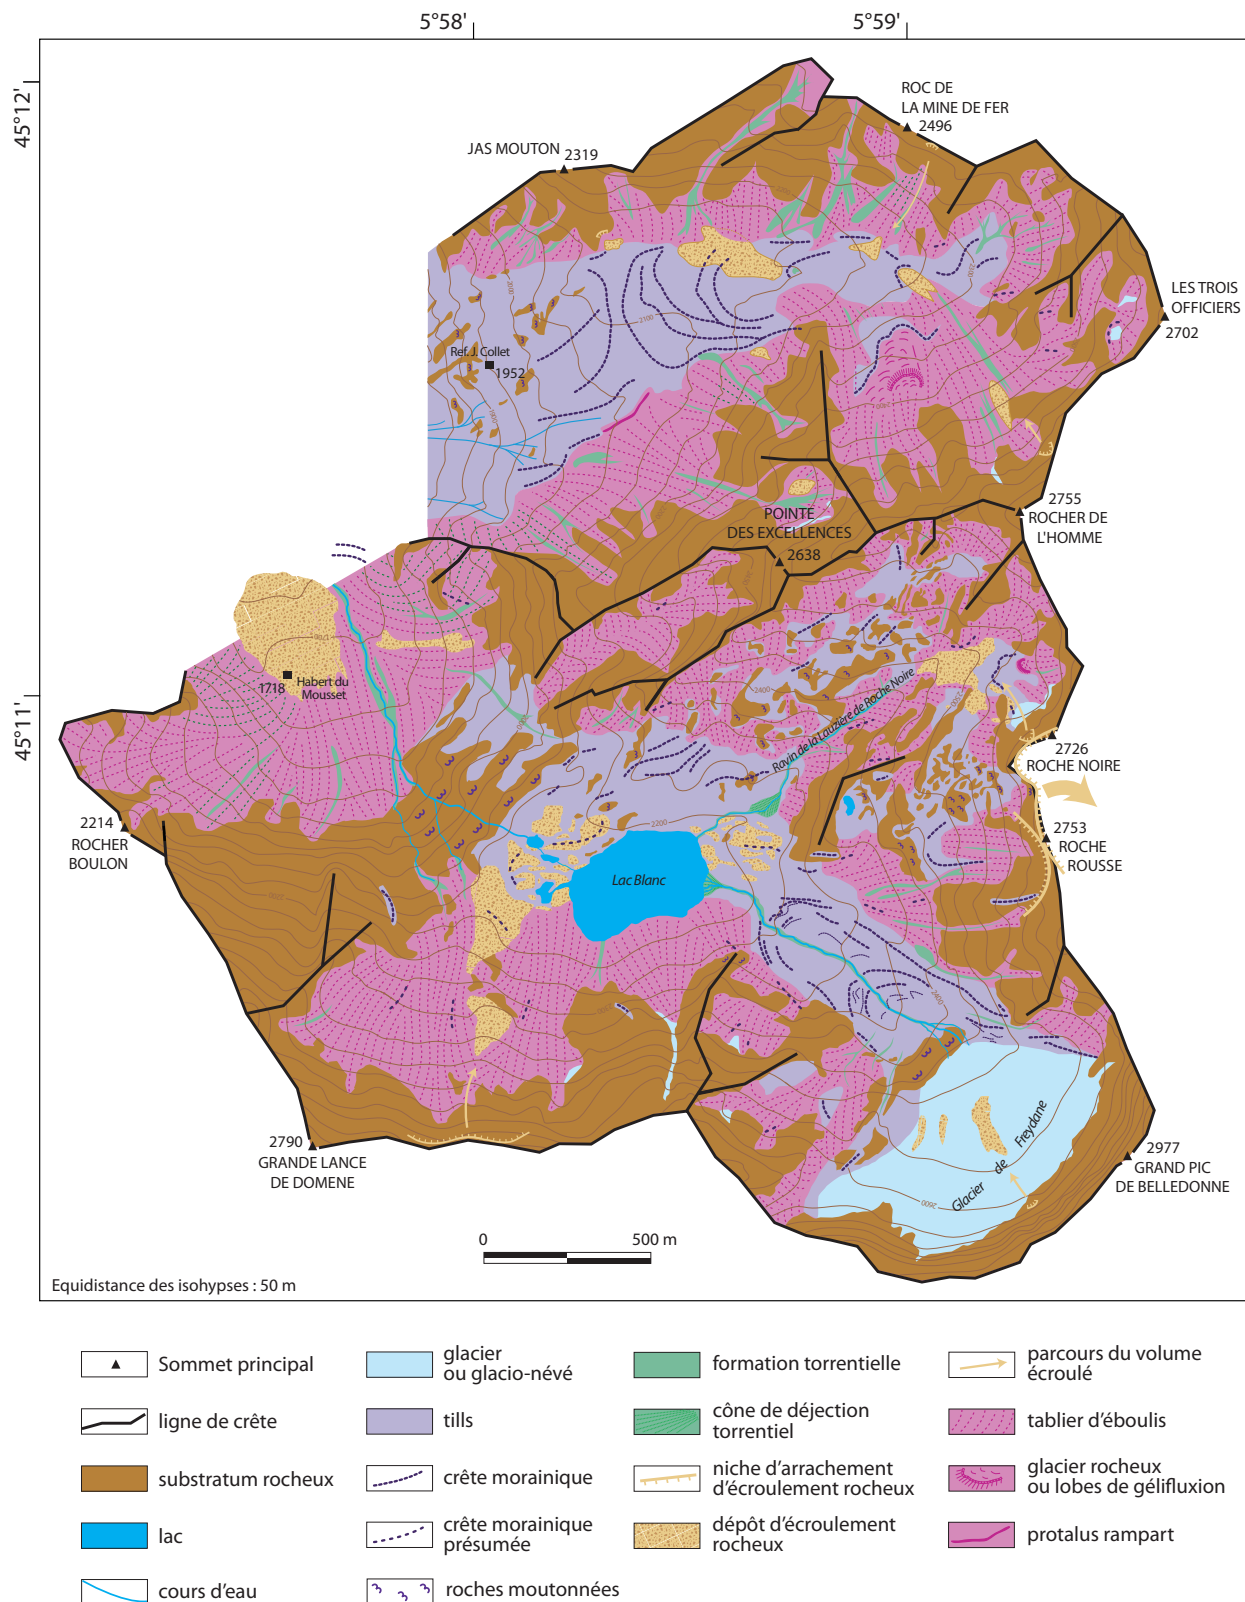 5°58'
5°59'
45°12'
45°11'
ROC DE
LA MINE DE FER
2496
JAS MOUTON
2319
LES TROIS
OFFICIERS
2702
Ref. J. Collet
1952
2755
ROCHER DE
L'HOMME
POINTE
DES EXCELLENCES
2638
1718
Habert du
Mousset
Ravin de la Lauzière de Roche Noire
2726
ROCHE NOIRE
2753
ROCHE
ROUSSE
2214
ROCHER
BOULON
Lac Blanc
2200
2400
2100
2600
2790
GRANDE LANCE
DE DOMENE
Glacier de Freydane
2977
GRAND PIC
DE BELLEDONNE
0 500 m
Equidistance des isohypses : 50 m
Sommet principal
ligne de crête
substratum rocheux
lac
cours d'eau
glacier
ou glacio-névé
tills
crête morainique
crête morainique
présumée
roches moutonnées
formation torrentielle
cône de déjection
torrentiel
niche d'arrachement
d'écroulement rocheux
dépôt d'écroulement
rocheux
parcours du volume
écroulé
tablier d'éboulis
glacier rocheux
ou lobes de gélifluxion
protalus rampart